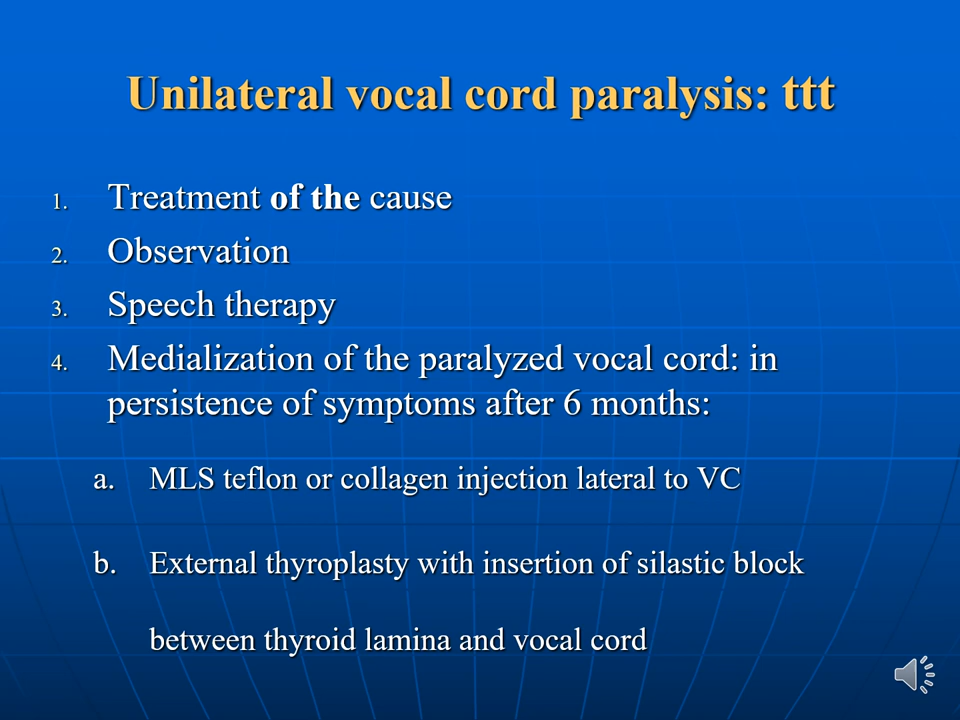 Unilateral vocal cord paralysis: ttt
1. Treatment of the cause
2. Observation
3. Speech therapy
4. Medialization of the paralyzed vocal cord: in
persistence of symptoms after 6 months:
a. MLS teflon or collagen injection lateral to VC
b. External thyroplasty with insertion of silastic block
between thyroid lamina and vocal cord